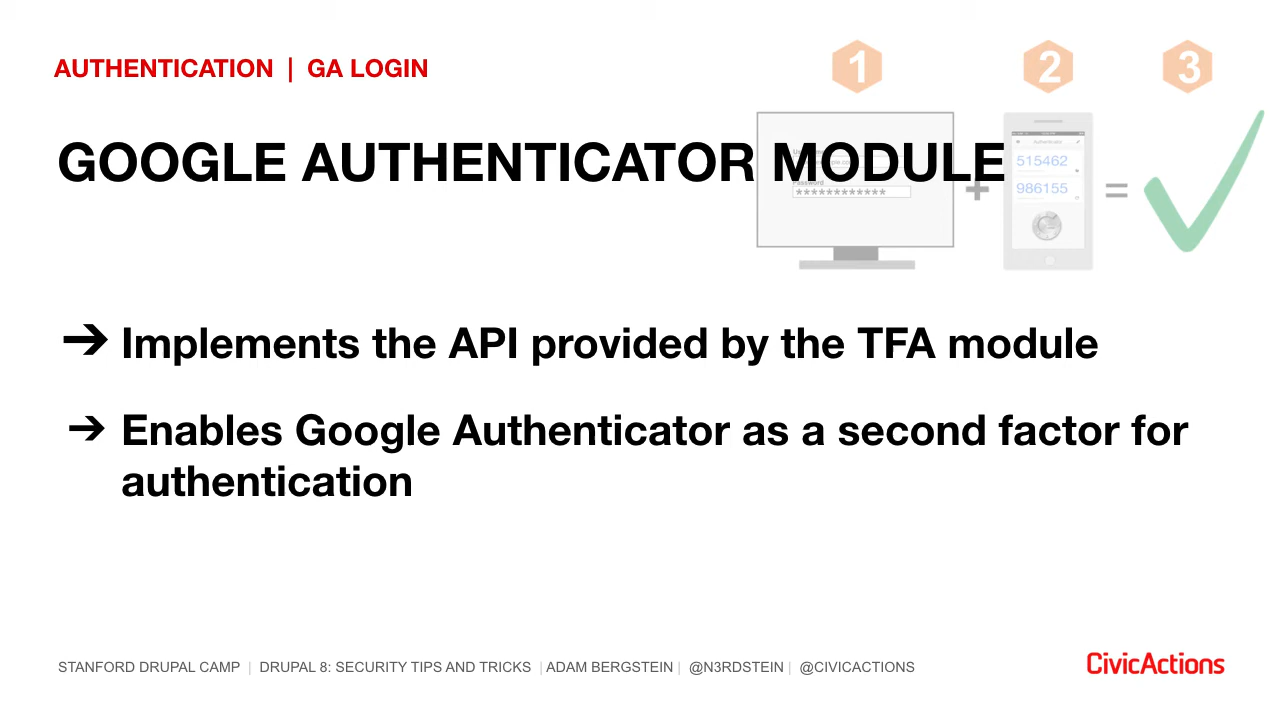 AUTHENTICATION | GA LOGIN
1
2
3
GOOGLE AUTHENTICATOR MODULE
Password
************
+
Authenticator
515462
986155
=
➔ Implements the API provided by the TFA module
➔ Enables Google Authenticator as a second factor for
authentication
STANFORD DRUPAL CAMP | DRUPAL 8: SECURITY TIPS AND TRICKS | ADAM BERGSTEIN | @N3RDSTEIN | @CIVICACTIONS
CivicActions